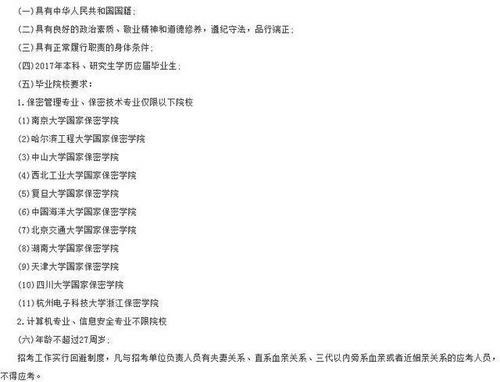 (一)具有中华人民共和国国籍;
(二)具有良好的政治素质、敬业精神和道德修养，遵纪守法，品行端正;
(三)具有正常履行职责的身体条件;
(四)2017年本科、研究生学历应届毕业生;
(五)毕业院校要求：
1.保密管理专业、保密技术专业仅限以下院校
(1)南京大学国家保密学院
(2)哈尔滨工程大学国家保密学院
(3)中山大学国家保密学院
(4)西北工业大学国家保密学院
(5)复旦大学国家保密学院
(6)中国海洋大学国家保密学院
(7)北京交通大学国家保密学院
(8)湖南大学国家保密学院
(9)天津大学国家保密学院
(10)四川大学国家保密学院
(11)杭州电子科技大学浙江保密学院
2.计算机专业、信息安全专业不限院校
(六)年龄不超过27周岁;
招考工作实行回避制度，凡与招考单位负责人员有夫妻关系、直系血亲关系、三代以内旁系血亲或者近姻亲关系的应考人员，
不得应考。